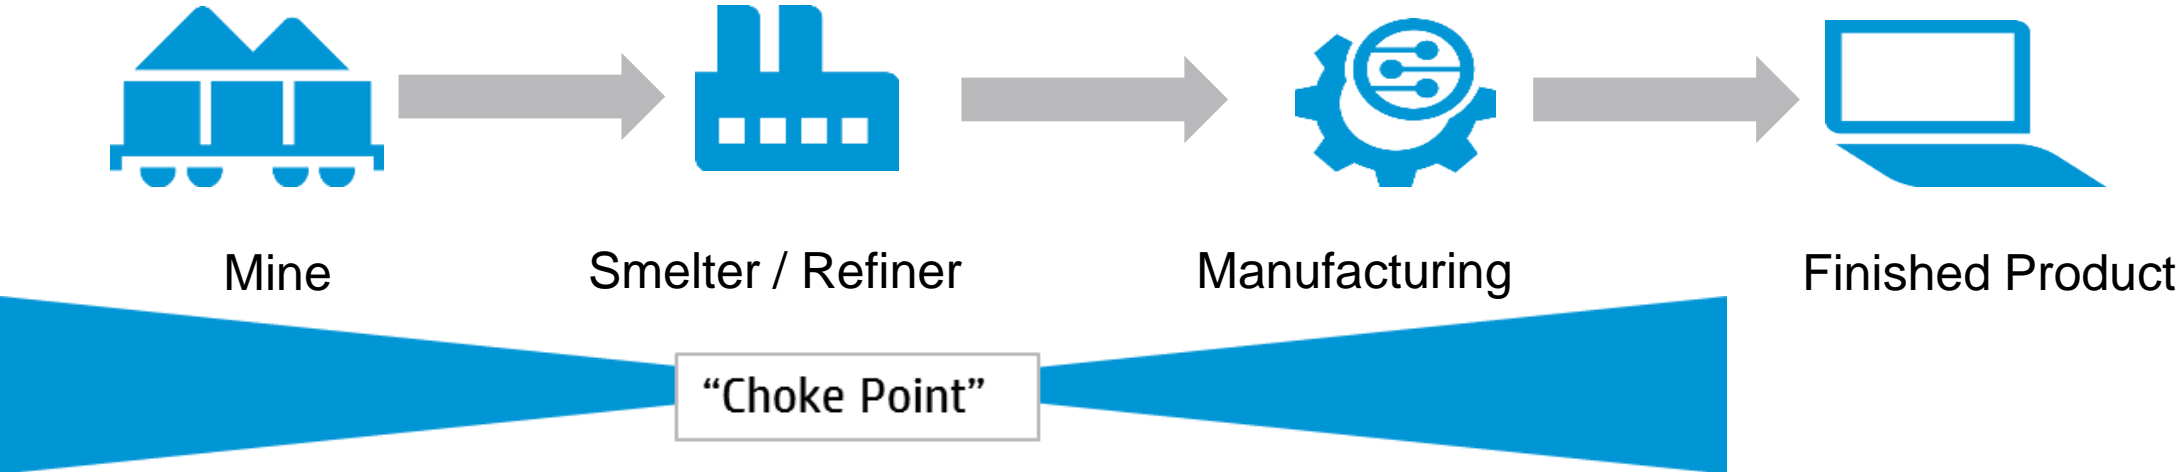 Mine
Smelter / Refiner
Manufacturing
Finished Product
“Choke Point”